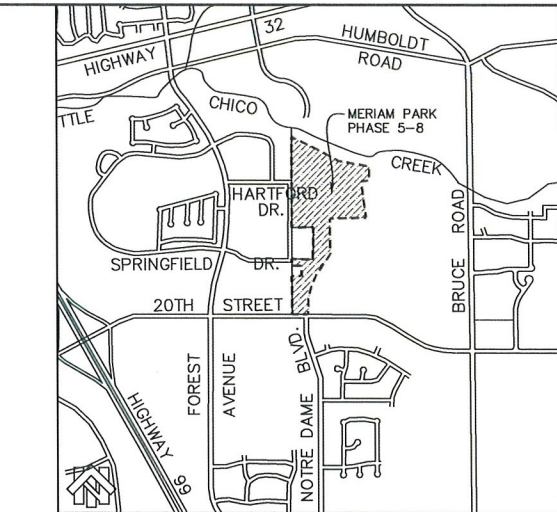 HIGHWAY 32
HUMBOLDT
ROAD
TTLE
CHICO
CREEK
MERIAM PARK
PHASE 5-8
HARTFORD
DR.
SPRINGFIELD DR.
BRUCE ROAD
20TH STREET
FOREST
AVENUE
NOTRE DAME BLVD.
HIGHWAY 99